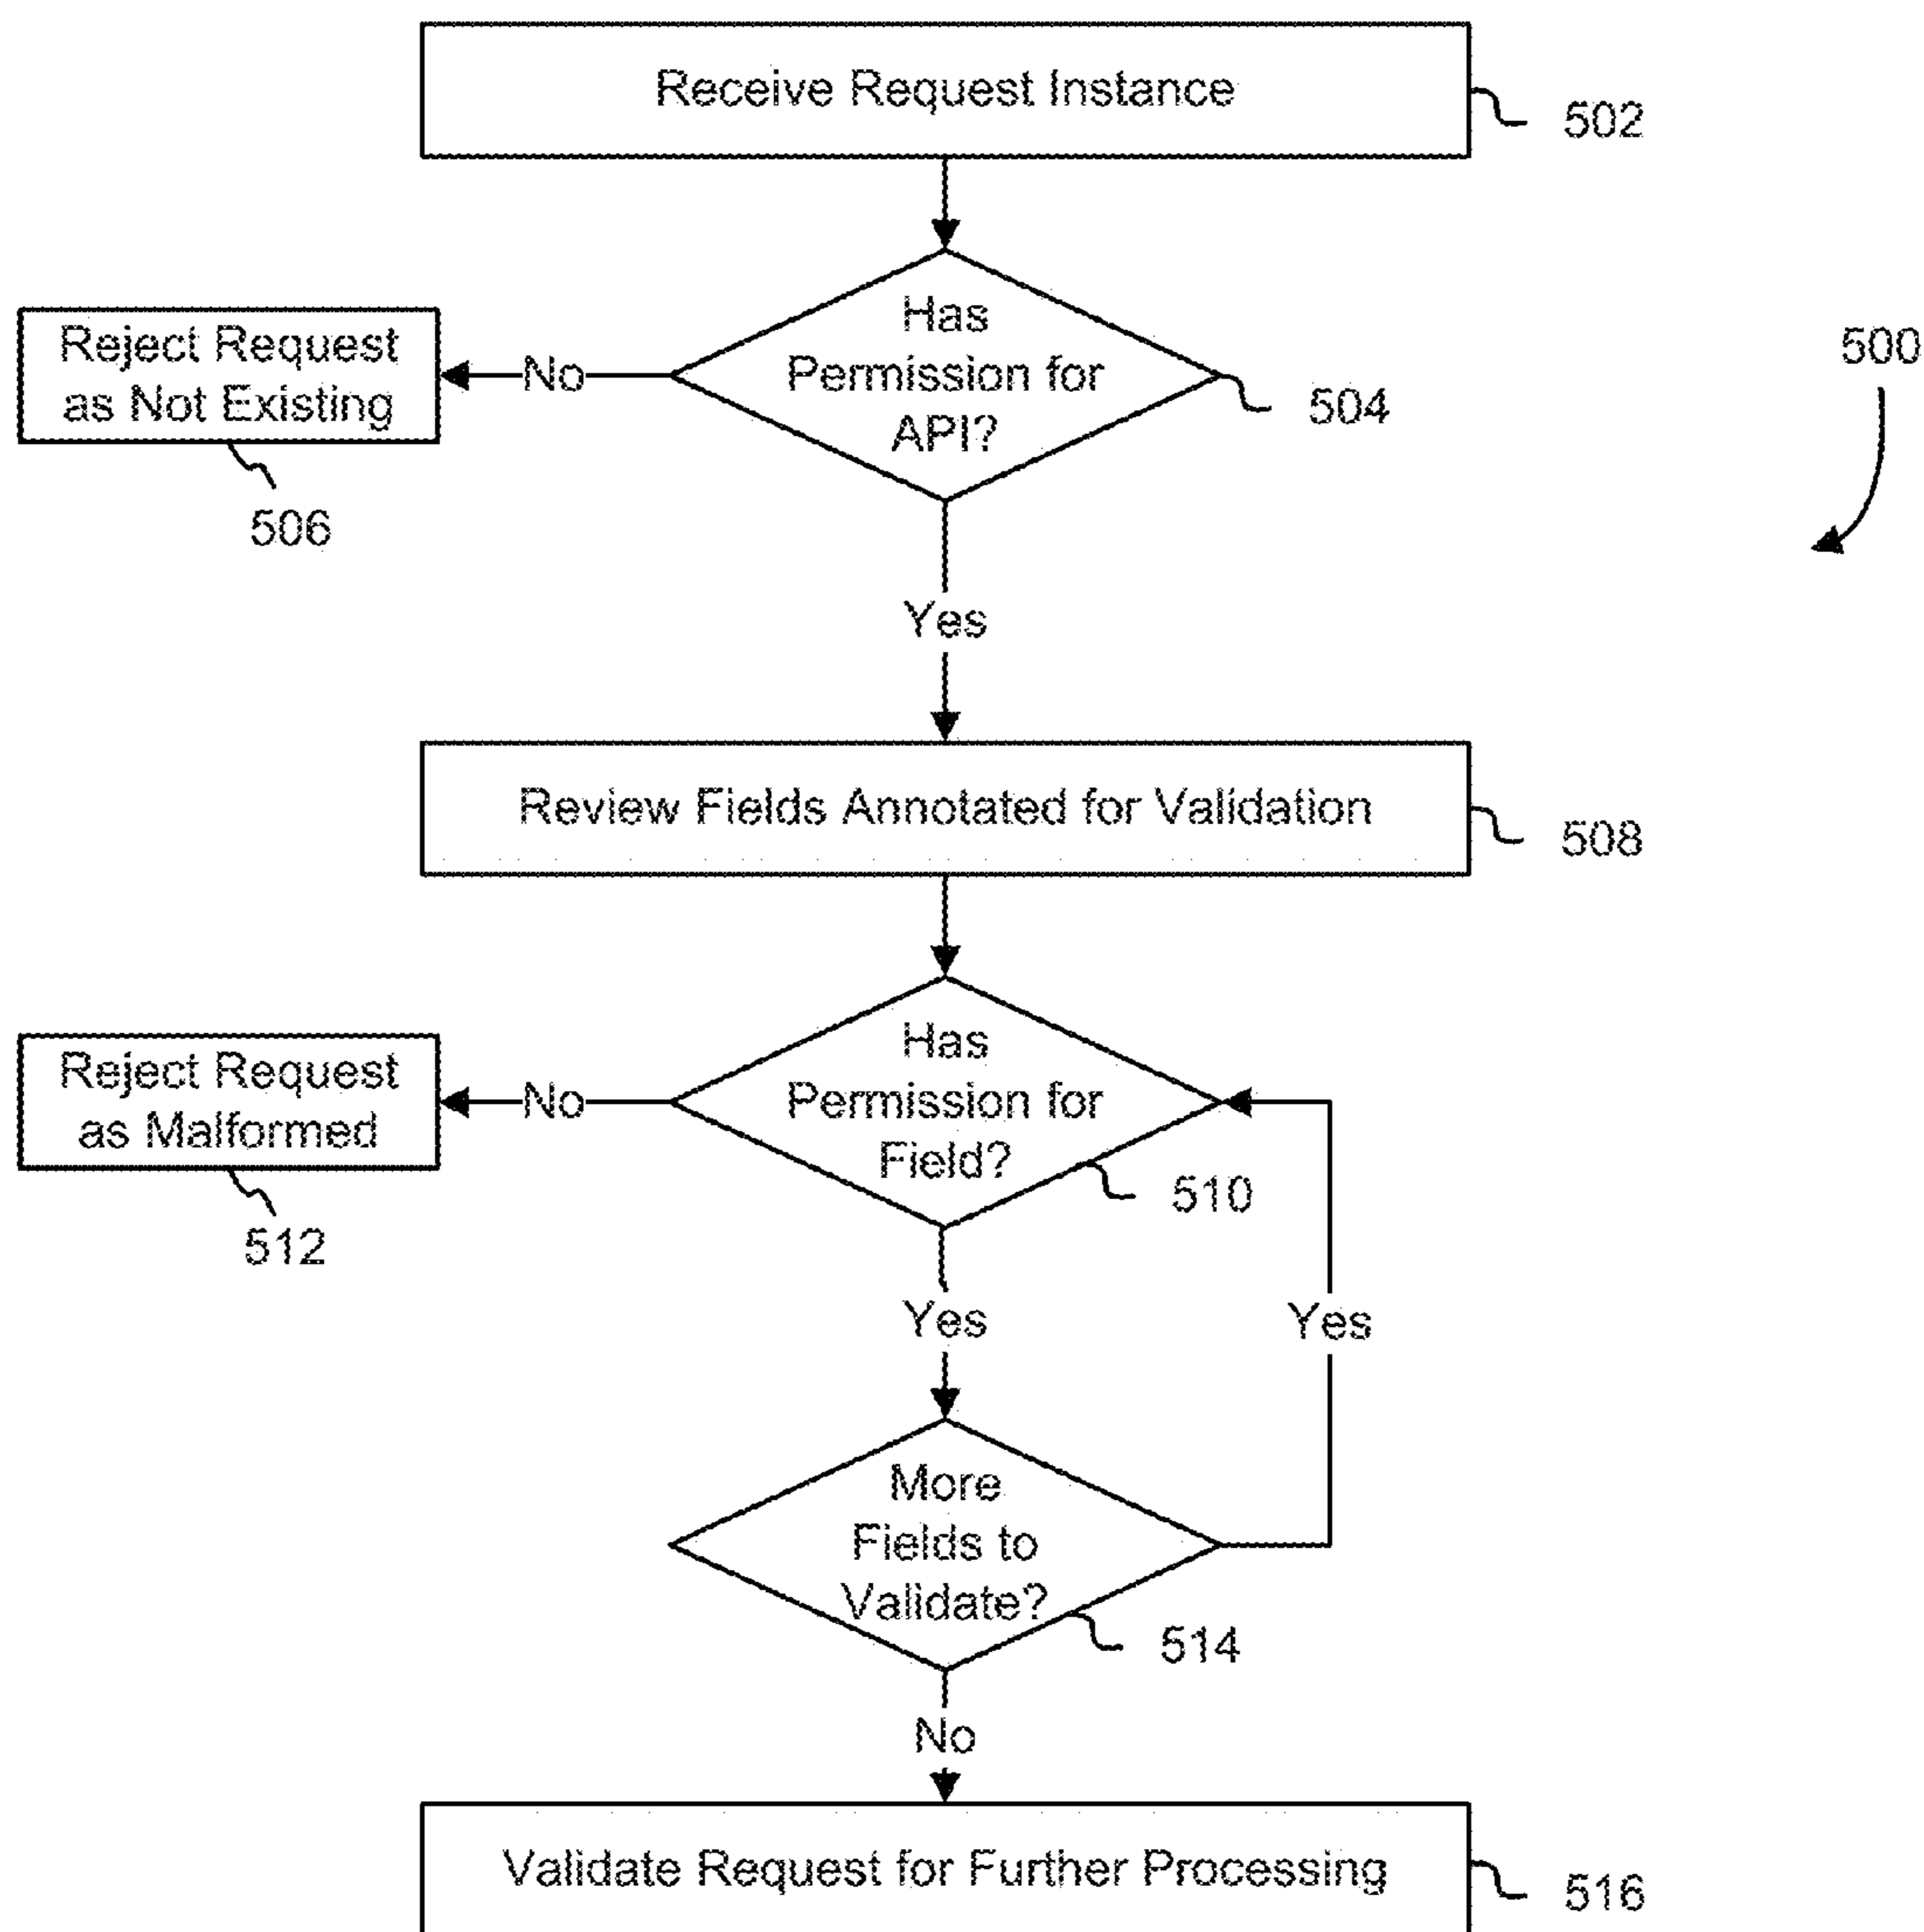 Receive Request Instance
502
Has
Permission for
API?
No
Reject Request
as Not Existing
504
500
506
Yes
Review Fields Annotated for Validation
508
Has
Permission for
Field?
No
Reject Request
as Malformed
510
512
Yes
Yes
More
Fields to
Validate?
514
No
Validate Request for Further Processing
516